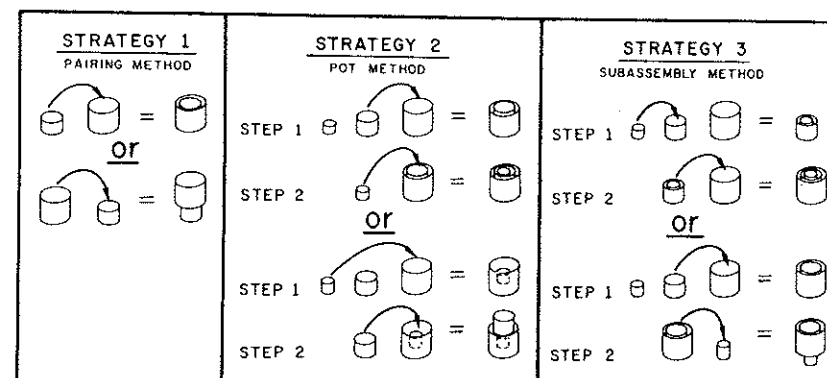 STRATEGY 1
PAIRING METHOD
=
or
=
STRATEGY 2
POT METHOD
STEP 1 =
STEP 2 =
or
STEP 1 =
STEP 2 =
STRATEGY 3
SUBASSEMBLY METHOD
STEP 1 =
STEP 2 =
or
STEP 1 =
STEP 2 =